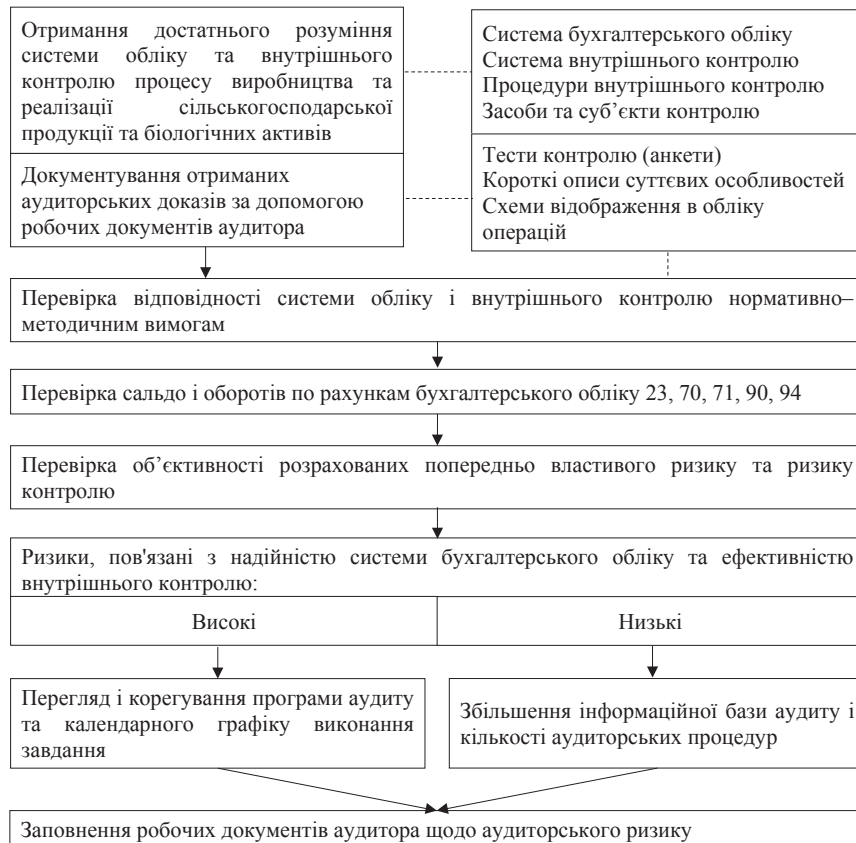 Отримання достатнього розуміння
системи обліку та внутрішнього
контролю процесу виробництва та
реалізації сільськогосподарської
продукції та біологічних активів
Система бухгалтерського обліку
Система внутрішнього контролю
Процедури внутрішнього контролю
Засоби та суб’єкти контролю
Документування отриманих
аудиторських доказів за допомогою
робочих документів аудитора
Тести контролю (анкети)
Короткі описи суттєвих особливостей
Схеми відображення в обліку
операцій
Перевірка відповідності системи обліку і внутрішнього контролю нормативно–
методичним вимогам
Перевірка сальдо і оборотів по рахункам бухгалтерського обліку 23, 70, 71, 90, 94
Перевірка об’єктивності розрахованих попередньо властивого ризику та ризику
контролю
Ризики, пов'язані з надійністю системи бухгалтерського обліку та ефективністю
внутрішнього контролю:
Високі
Низькі
Перегляд і корегування програми аудиту
та календарного графіку виконання
завдання
Збільшення інформаційної бази аудиту і
кількості аудиторських процедур
Заповнення робочих документів аудитора щодо аудиторського ризику